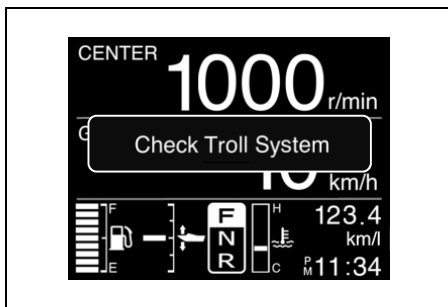 CENTER
1000 r/min
G
Check Troll System
km/h
F
E
F
N
R
H
C
123.4
km/l
PM 11:34